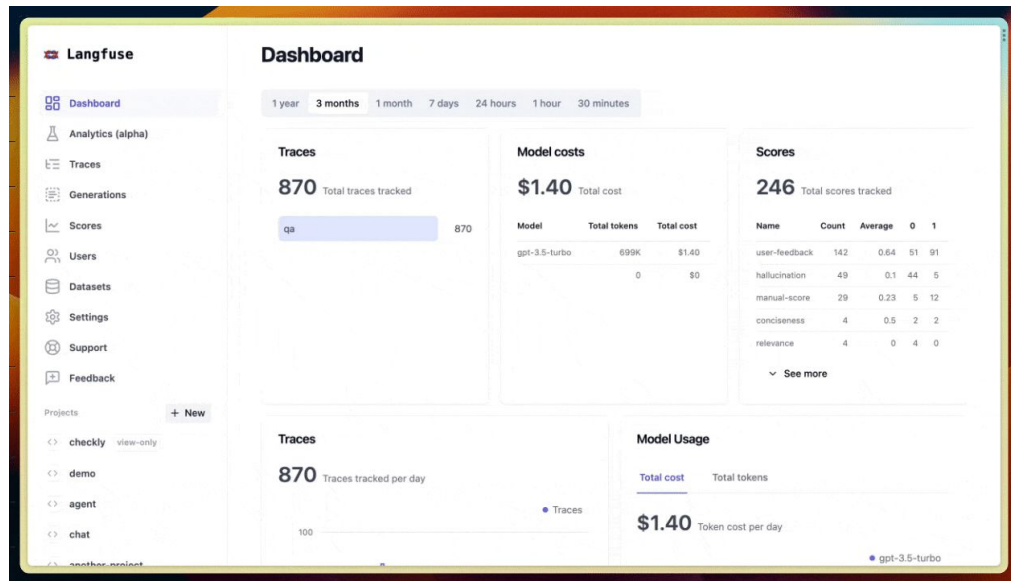 Langfuse
Dashboard
Analytics (alpha)
Traces
Generations
Scores
Users
Datasets
Settings
Support
Feedback
Projects + New
checkly view-only
demo
agent
chat
another-project
Dashboard
1 year 3 months 1 month 7 days 24 hours 1 hour 30 minutes
Traces
870 Total traces tracked
qa 870
Model costs
$1.40 Total cost
Model Total tokens Total cost
gpt-3.5-turbo 699K $1.40
0 $0
Scores
246 Total scores tracked
Name Count Average 0 1
user-feedback 142 0.64 51 91
hallucination 49 0.1 44 5
manual-score 29 0.23 5 12
conciseness 4 0.5 2 2
relevance 4 0 4 0
See more
Traces
870 Traces tracked per day
Traces
100
Model Usage
Total cost Total tokens
$1.40 Token cost per day
gpt-3.5-turbo